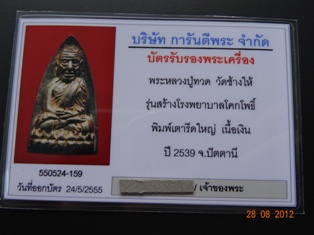 บริษัท การันตีพระ จำกัด
บัตรรับรองพระเครื่อง
พระหลวงปู่ทวด วัดช้างให้
รุ่นสร้างโรงพยาบาลโคกโพธิ์
พิมพ์เตารีดใหญ่ เนื้อเงิน
ปี 2539 จ.ปัตตานี
550524-159
วันที่ออกบัตร 24/5/2555
/ เจ้าของพระ
28 08 2012